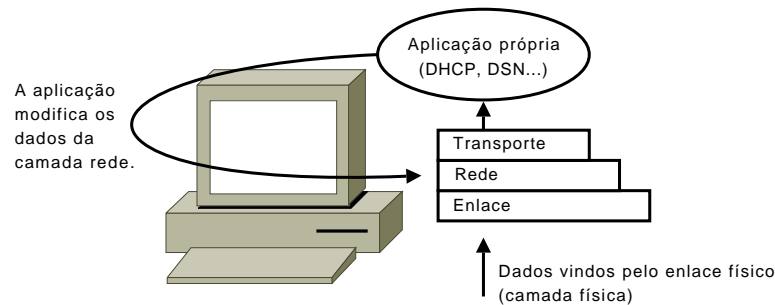 Aplicação própria
(DHCP, DSN...)
A aplicação
modifica os
dados da
camada rede.
Transporte
Rede
Enlace
Dados vindos pelo enlace físico
(camada física)